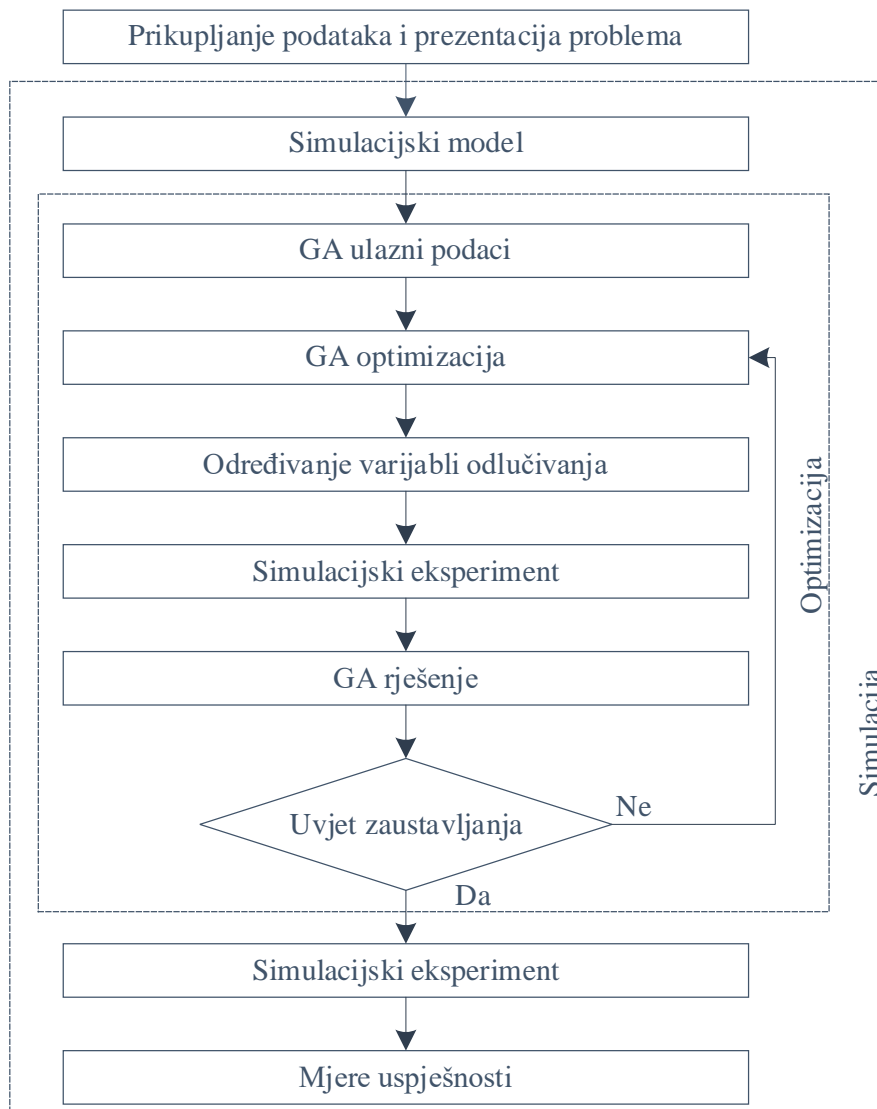 Prikupljanje podataka i prezentacija problema
Simulacijski model
GA ulazni podaci
GA optimizacija
Određivanje varijabli odlučivanja
Simulacijski eksperiment
GA rješenje
Uvjet zaustavljanja
Ne
Da
Optimizacija
Simulacija
Simulacijski eksperiment
Mjere uspješnosti